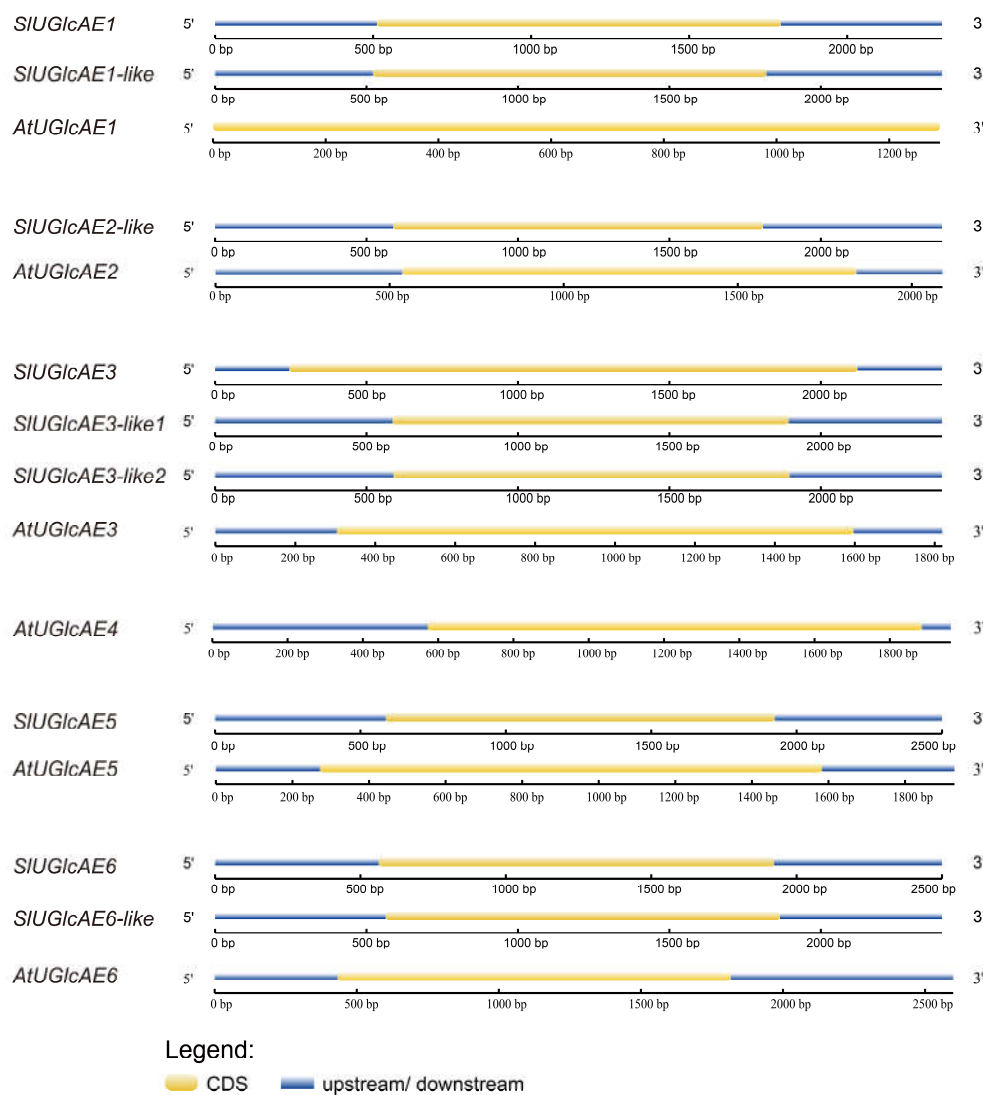 SlUGlcAE1 5' 3'
0 bp 500 bp 1000 bp 1500 bp 2000 bp
SlUGlcAE1-like 5' 3
0 bp 500 bp 1000 bp 1500 bp 2000 bp
AtUGlcAE1 5' 3'
0 bp 200 bp 400 bp 600 bp 800 bp 1000 bp 1200 bp
SlUGlcAE2-like 5' 3
0 bp 500 bp 1000 bp 1500 bp 2000 bp
AtUGlcAE2 5' 3'
0 bp 500 bp 1000 bp 1500 bp 2000 bp
SlUGlcAE3 5' 3'
0 bp 500 bp 1000 bp 1500 bp 2000 bp
SlUGlcAE3-like1 5' 3'
0 bp 500 bp 1000 bp 1500 bp 2000 bp
SlUGlcAE3-like2 5' 3'
0 bp 500 bp 1000 bp 1500 bp 2000 bp
AtUGlcAE3 5' 3'
0 bp 200 bp 400 bp 600 bp 800 bp 1000 bp 1200 bp 1400 bp 1600 bp 1800 bp
AtUGlcAE4 5' 3'
0 bp 200 bp 400 bp 600 bp 800 bp 1000 bp 1200 bp 1400 bp 1600 bp 1800 bp
SlUGlcAE5 5' 3'
0 bp 500 bp 1000 bp 1500 bp 2000 bp 2500 bp
AtUGlcAE5 5' 3'
0 bp 200 bp 400 bp 600 bp 800 bp 1000 bp 1200 bp 1400 bp 1600 bp 1800 bp
SlUGlcAE6 5' 3'
0 bp 500 bp 1000 bp 1500 bp 2000 bp 2500 bp
SlUGlcAE6-like 5' 3
0 bp 500 bp 1000 bp 1500 bp 2000 bp
AtUGlcAE6 5' 3'
0 bp 500 bp 1000 bp 1500 bp 2000 bp 2500 bp
Legend:
CDS upstream/ downstream